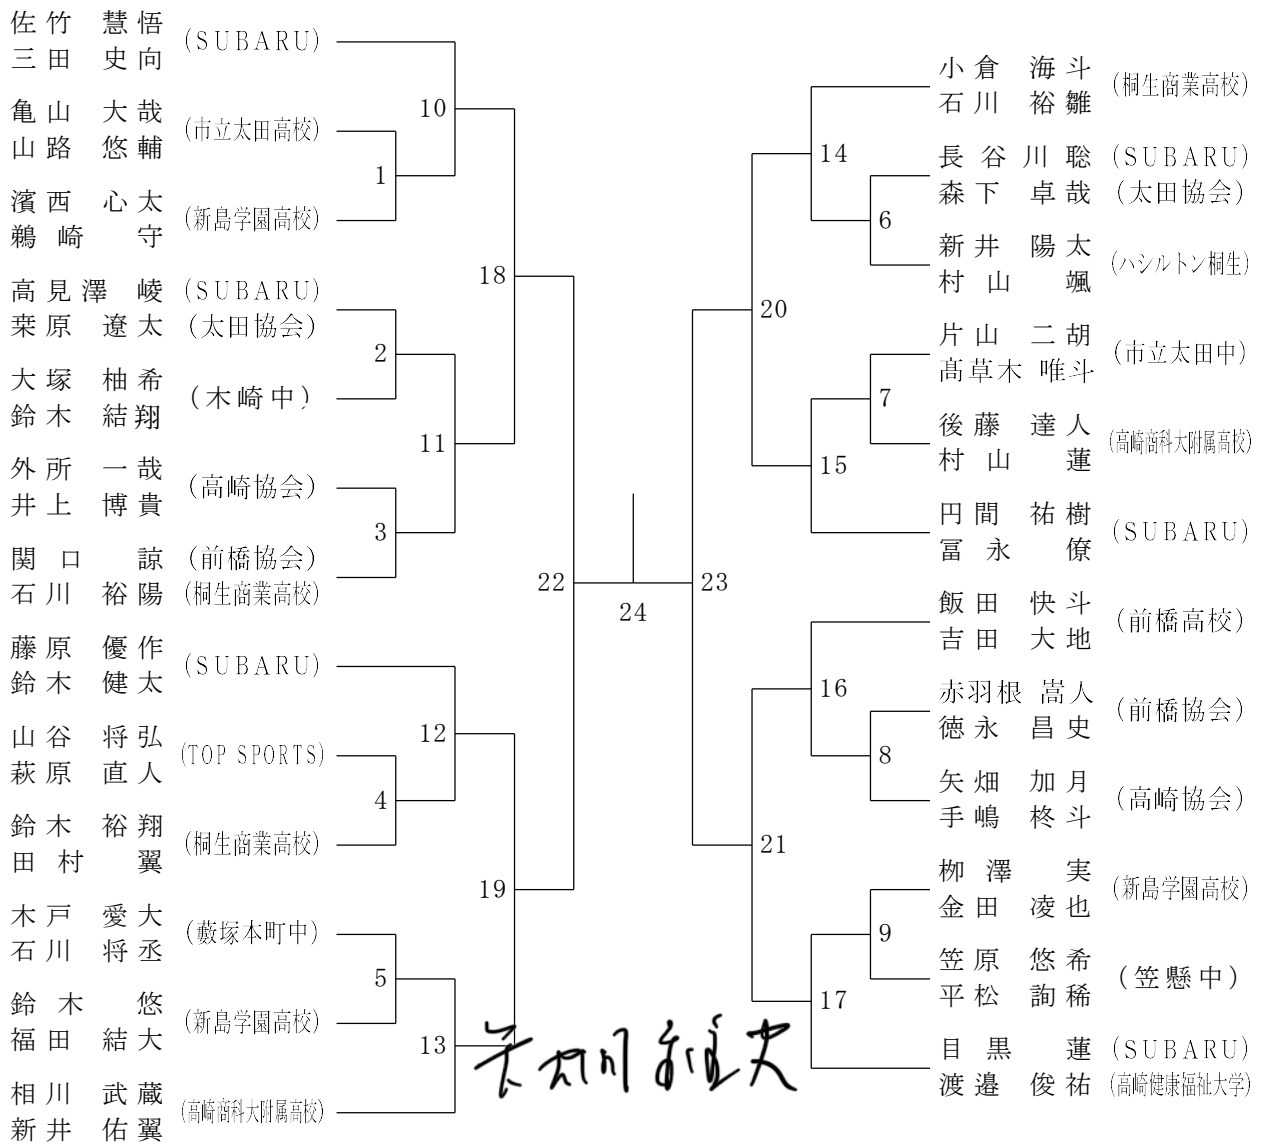 佐竹 慧悟
三田 史向
(SUBARU)
亀山 大哉
山路 悠輔
(市立太田高校)
濱西 心太
鵜崎 守
(新島学園高校)
高見澤 崚
(SUBARU)
桒原 遼太
(太田協会)
大塚 柚希
鈴木 結翔
(木崎中)
外所 一哉
井上 博貴
(高崎協会)
関口 諒
(前橋協会)
石川 裕陽
(桐生商業高校)
藤原 優作
鈴木 健太
(SUBARU)
山谷 将弘
萩原 直人
(TOP SPORTS)
鈴木 裕翔
田村 翼
(桐生商業高校)
木戸 愛大
石川 将丞
(藪塚本町中)
鈴木 悠
福田 結大
(新島学園高校)
相川 武蔵
新井 佑翼
(高崎商科大附属高校)
1
2
3
4
5
10
11
12
13
18
19
22
24
23
20
21
14
15
16
17
6
7
8
9
小倉 海斗
石川 裕雛
(桐生商業高校)
長谷川聡
(SUBARU)
森下 卓哉
(太田協会)
新井 陽太
村山 颯
(ハシルトン桐生)
片山 二胡
髙草木 唯斗
(市立太田中)
後藤 達人
村山 蓮
(高崎商科大附属高校)
円間 祐樹
冨永 僚
(SUBARU)
飯田 快斗
吉田 大地
(前橋高校)
赤羽根 嵩人
徳永 昌史
(前橋協会)
矢畑 加月
手嶋 柊斗
(高崎協会)
栁澤 実
金田 凌也
(新島学園高校)
笠原 悠希
平松 詢稀
(笠懸中)
目黒 蓮
(SUBARU)
渡邉 俊祐
(高崎健康福祉大学)